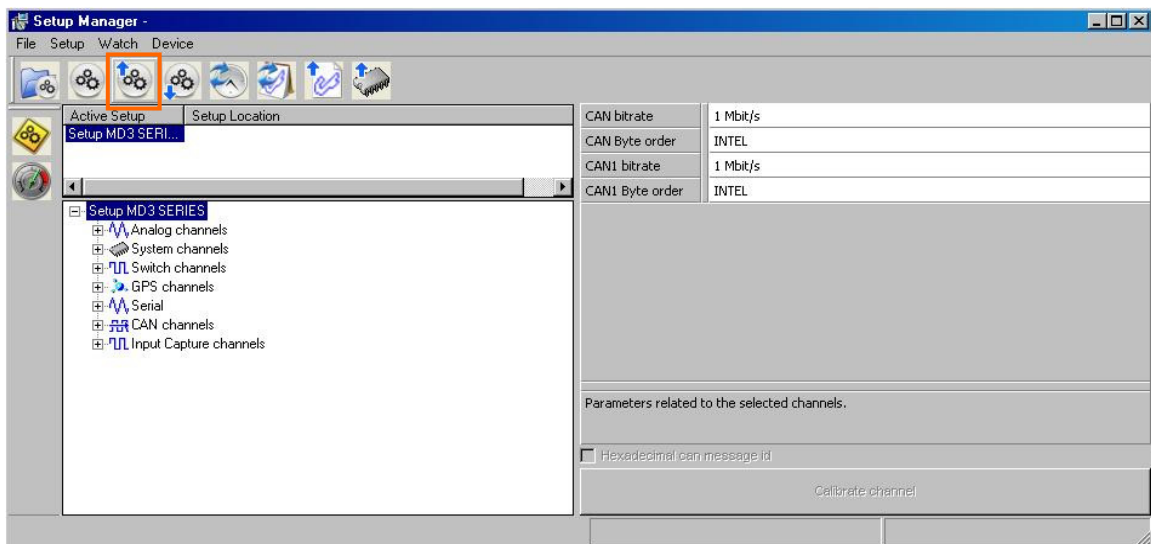 Setup Manager -
File Setup Watch Device
Active Setup Setup Location
Setup MD3 SERI...
Setup MD3 SERIES
Analog channels
System channels
Switch channels
GPS channels
Serial
CAN channels
Input Capture channels
CAN bitrate 1 Mbit/s
CAN Byte order INTEL
CAN1 bitrate 1 Mbit/s
CAN1 Byte order INTEL
Parameters related to the selected channels.
Hexadecimal can message id
Calibrate channel